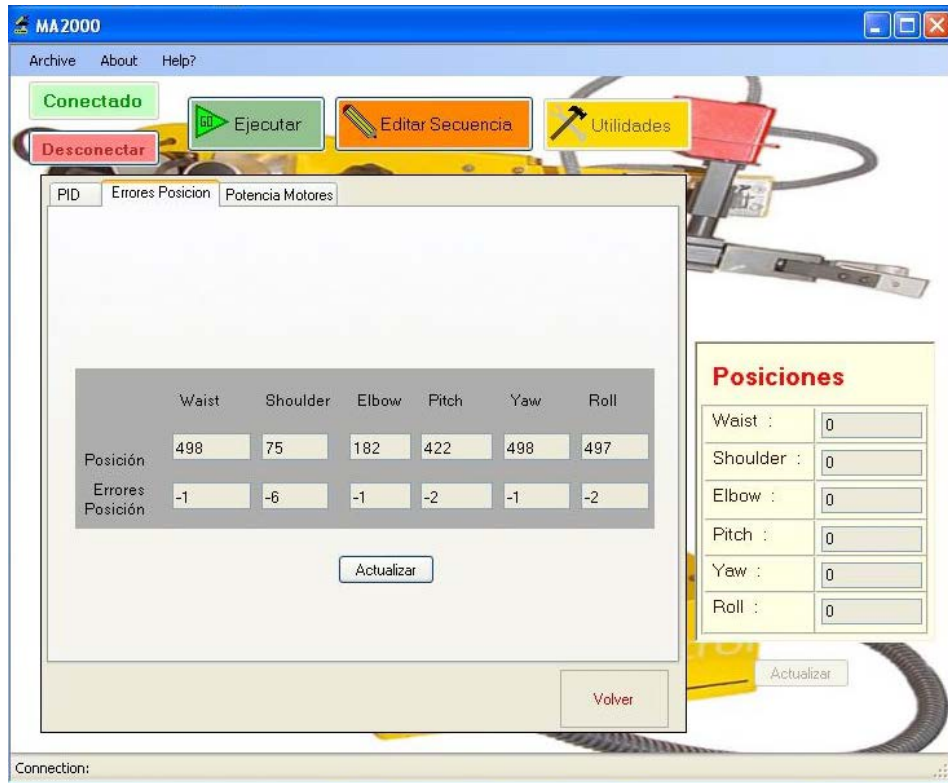 MA2000
Archive About Help?
Conectado
Desconectar
GO Ejecutar
Editar Secuencia
Utilidades
PID Errores Posicion Potencia Motores
Waist Shoulder Elbow Pitch Yaw Roll
Posición 498 75 182 422 498 497
Errores Posición -1 -6 -1 -2 -1 -2
Actualizar
Volver
Posiciones
Waist : 0
Shoulder : 0
Elbow : 0
Pitch : 0
Yaw : 0
Roll : 0
Actualizar
Connection: